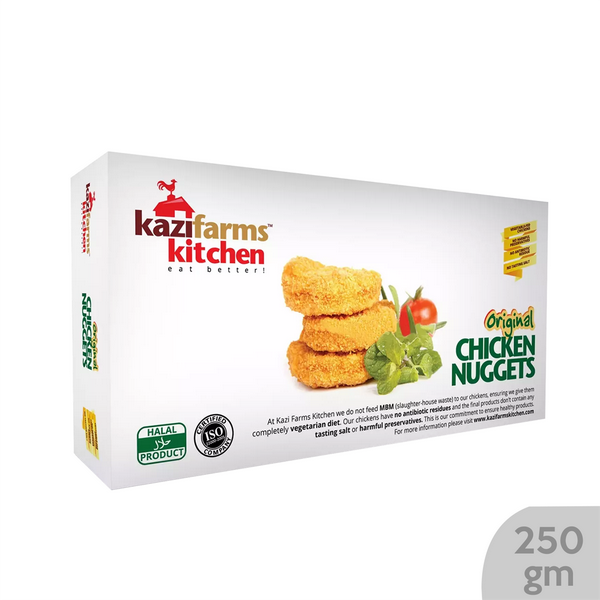 kazifarms™
kitchen
eat better!
kazifarms
kitchen
Original
CHICKEN
NUGGETS
Original
CHICKEN
NUGGETS
At Kazi Farms Kitchen we do not feed MBM (slaughter-house waste) to our chickens, ensuring we give them
completely vegetarian diet. Our chickens have no antibiotic residues and the final products don't contain any
tasting salt or harmful preservatives. This is our commitment to ensure healthy products.
For more information please visit www.kazifarmskitchen.com
HALAL
PRODUCT
CERTIFIED
ISO
COMPANY
250
gm